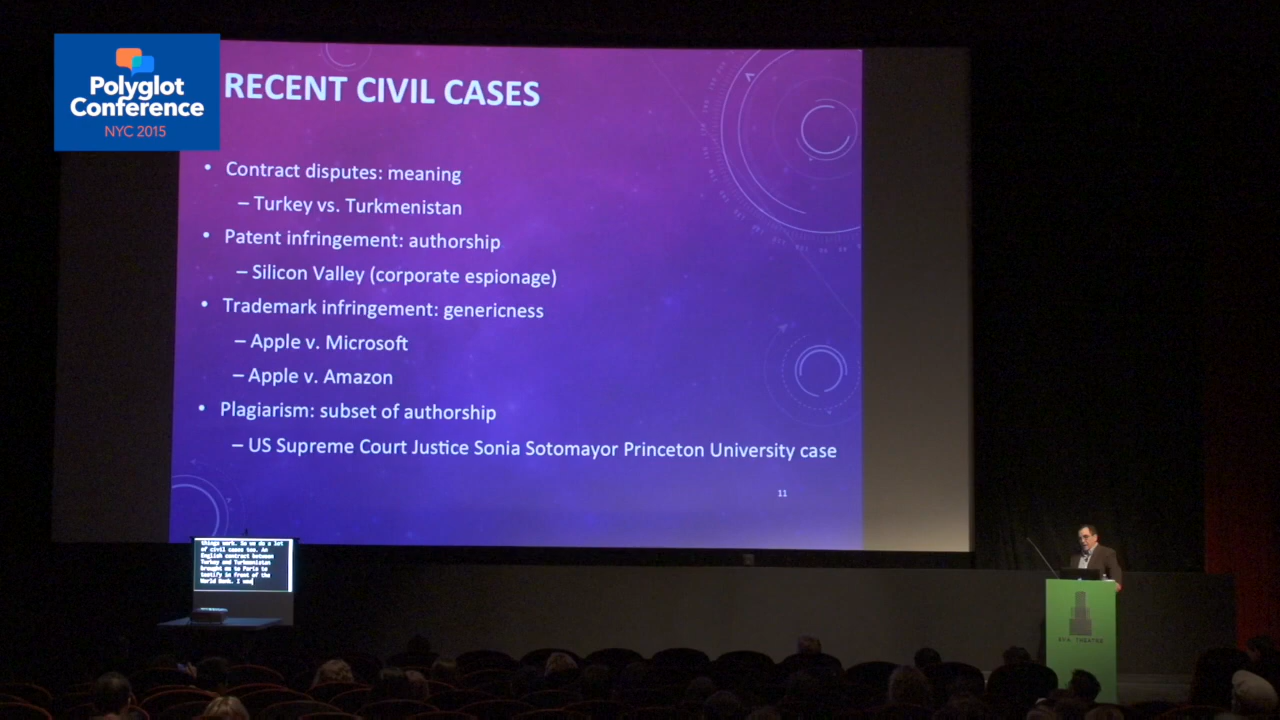 Polyglot
Conference
NYC 2015
RECENT CIVIL CASES
• Contract disputes: meaning
– Turkey vs. Turkmenistan
• Patent infringement: authorship
– Silicon Valley (corporate espionage)
• Trademark infringement: genericness
– Apple v. Microsoft
– Apple v. Amazon
• Plagiarism: subset of authorship
– US Supreme Court Justice Sonia Sotomayor Princeton University case
11
things work. So we do a lot
of civil cases too. An
English contract between
Turkey and Turkmenistan
brought me to Paris to
testify in front of the
World Bank. I was
SVA THEATRE